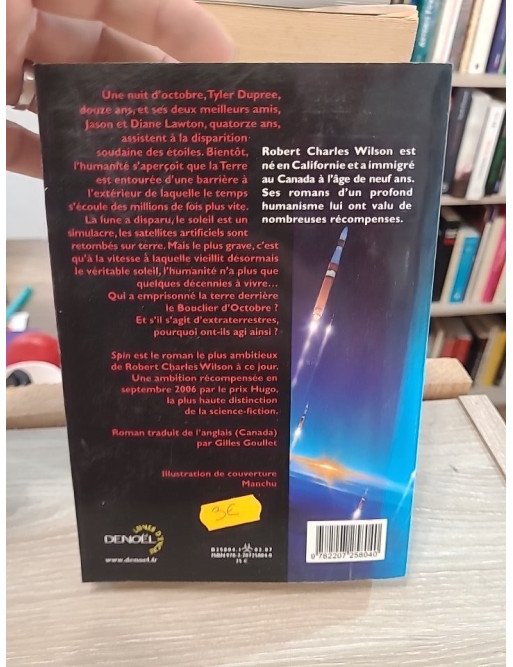 Une nuit d'octobre, Tyler Dupree,
douze ans, et ses deux meilleurs amis,
Jason et Diane Lawton, quatorze ans,
assistent à la disparition
soudaine des étoiles. Bientôt,
l'humanité s'aperçoit que la Terre
est entourée d'une barrière à
l'extérieur de laquelle le temps
s'écoule des millions de fois plus vite.
La lune a disparu, le soleil est un
simulacre, les satellites artificiels sont
retombés sur terre. Mais le plus grave, c'est
qu'à la vitesse à laquelle vieillit désormais
le véritable soleil, l'humanité n'a plus que
quelques décennies à vivre...
Qui a emprisonné la terre derrière
le Bouclier d'Octobre ?
Et s'il s'agit d'extraterrestres,
pourquoi ont-ils agi ainsi ?
Spin est le roman le plus ambitieux
de Robert Charles Wilson à ce jour.
Une ambition récompensée en
septembre 2006 par le prix Hugo,
la plus haute distinction
de la science-fiction.
Roman traduit de l'anglais (Canada)
par Gilles Goullet
Illustration de couverture
Manchu
Robert Charles Wilson est
né en Californie et a immigré
au Canada à l'âge de neuf ans.
Ses romans d'un profond
humanisme lui ont valu de
nombreuses récompenses.
3€
DENOËL
www.denoel.fr
02.07
25 €
9 782207 258040